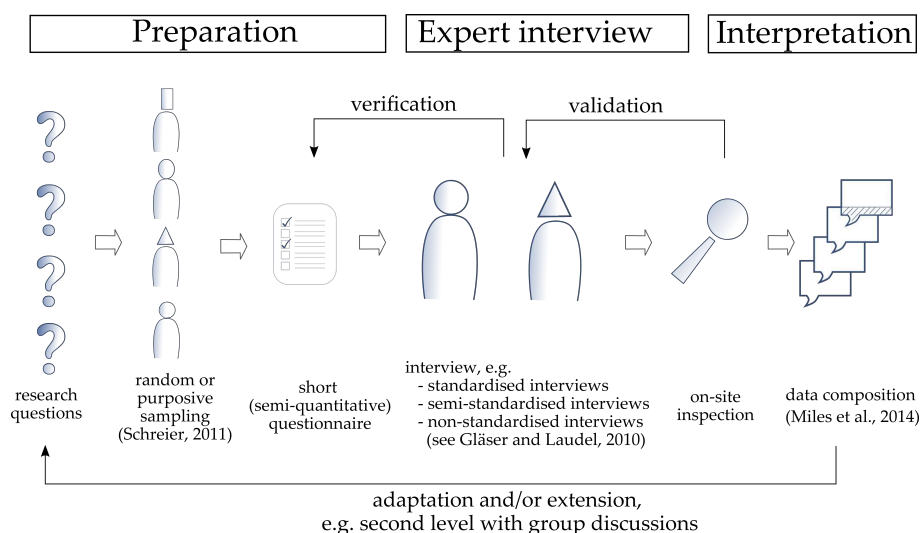 Preparation
Expert interview
Interpretation
verification
validation
research
questions
random or
purposive
sampling
(Schreier, 2011)
short
(semi-quantitative)
questionnaire
interview, e.g.
- standardised interviews
- semi-standardised interviews
- non-standardised interviews
(see Gläser and Laudel, 2010)
on-site
inspection
data composition
(Miles et al., 2014)
adaptation and/or extension,
e.g. second level with group discussions